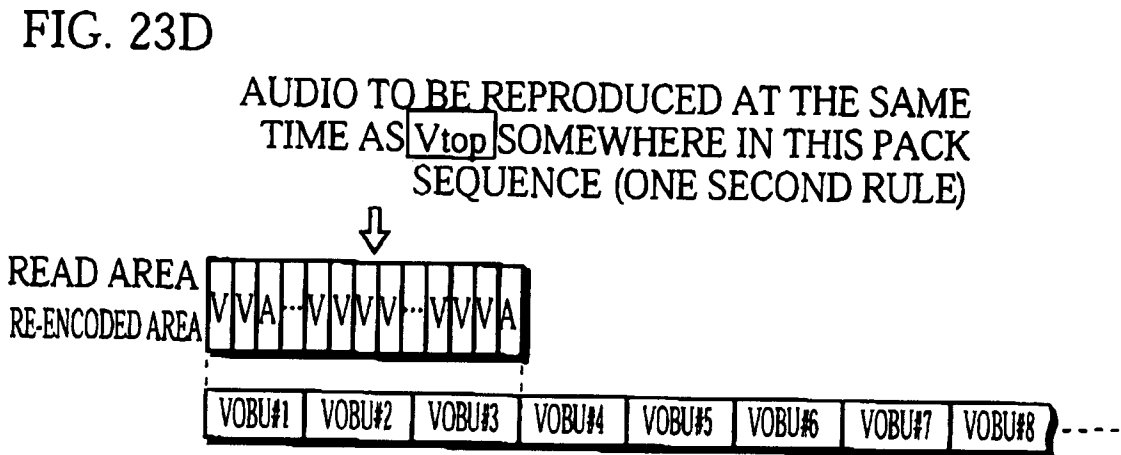 FIG. 23D
AUDIO TO BE REPRODUCED AT THE SAME
TIME AS Vtop SOMEWHERE IN THIS PACK
SEQUENCE (ONE SECOND RULE)
READ AREA
RE-ENCODED AREA
V V A ... V V V V ... V V V A
VOBU#1 VOBU#2 VOBU#3 VOBU#4 VOBU#5 VOBU#6 VOBU#7 VOBU#8